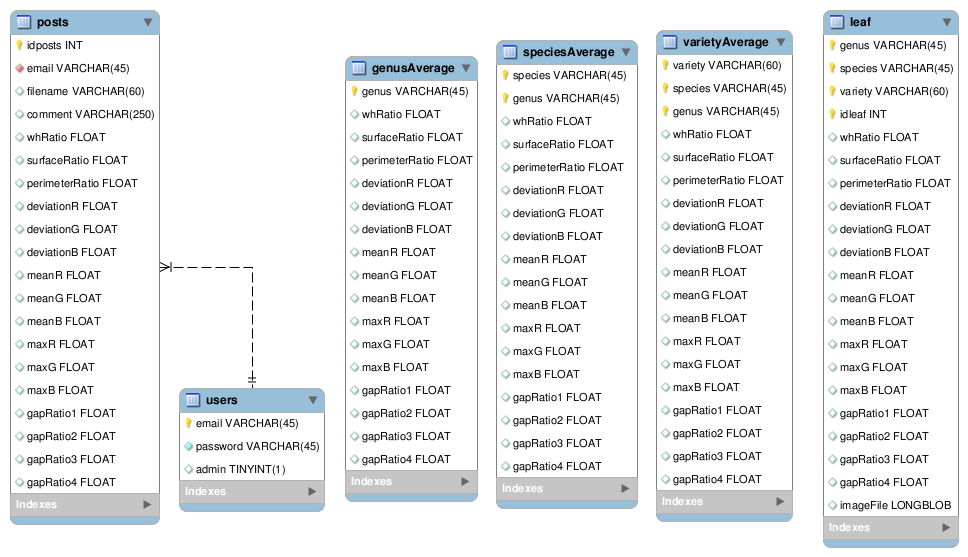 posts
idposts INT
email VARCHAR(45)
filename VARCHAR(60)
comment VARCHAR(250)
whRatio FLOAT
surfaceRatio FLOAT
perimeterRatio FLOAT
deviationR FLOAT
deviationG FLOAT
deviationB FLOAT
meanR FLOAT
meanG FLOAT
meanB FLOAT
maxR FLOAT
maxG FLOAT
maxB FLOAT
gapRatio1 FLOAT
gapRatio2 FLOAT
gapRatio3 FLOAT
gapRatio4 FLOAT
Indexes
users
email VARCHAR(45)
password VARCHAR(45)
admin TINYINT(1)
Indexes
genusAverage
genus VARCHAR(45)
whRatio FLOAT
surfaceRatio FLOAT
perimeterRatio FLOAT
deviationR FLOAT
deviationG FLOAT
deviationB FLOAT
meanR FLOAT
meanG FLOAT
meanB FLOAT
maxR FLOAT
maxG FLOAT
maxB FLOAT
gapRatio1 FLOAT
gapRatio2 FLOAT
gapRatio3 FLOAT
gapRatio4 FLOAT
Indexes
speciesAverage
species VARCHAR(45)
genus VARCHAR(45)
whRatio FLOAT
surfaceRatio FLOAT
perimeterRatio FLOAT
deviationR FLOAT
deviationG FLOAT
deviationB FLOAT
meanR FLOAT
meanG FLOAT
meanB FLOAT
maxR FLOAT
maxG FLOAT
maxB FLOAT
gapRatio1 FLOAT
gapRatio2 FLOAT
gapRatio3 FLOAT
gapRatio4 FLOAT
Indexes
varietyAverage
variety VARCHAR(60)
species VARCHAR(45)
genus VARCHAR(45)
whRatio FLOAT
surfaceRatio FLOAT
perimeterRatio FLOAT
deviationR FLOAT
deviationG FLOAT
deviationB FLOAT
meanR FLOAT
meanG FLOAT
meanB FLOAT
maxR FLOAT
maxG FLOAT
maxB FLOAT
gapRatio1 FLOAT
gapRatio2 FLOAT
gapRatio3 FLOAT
gapRatio4 FLOAT
Indexes
leaf
genus VARCHAR(45)
species VARCHAR(45)
variety VARCHAR(60)
idleaf INT
whRatio FLOAT
surfaceRatio FLOAT
perimeterRatio FLOAT
deviationR FLOAT
deviationG FLOAT
deviationB FLOAT
meanR FLOAT
meanG FLOAT
meanB FLOAT
maxR FLOAT
maxG FLOAT
maxB FLOAT
gapRatio1 FLOAT
gapRatio2 FLOAT
gapRatio3 FLOAT
gapRatio4 FLOAT
imageFile LONGBLOB
Indexes